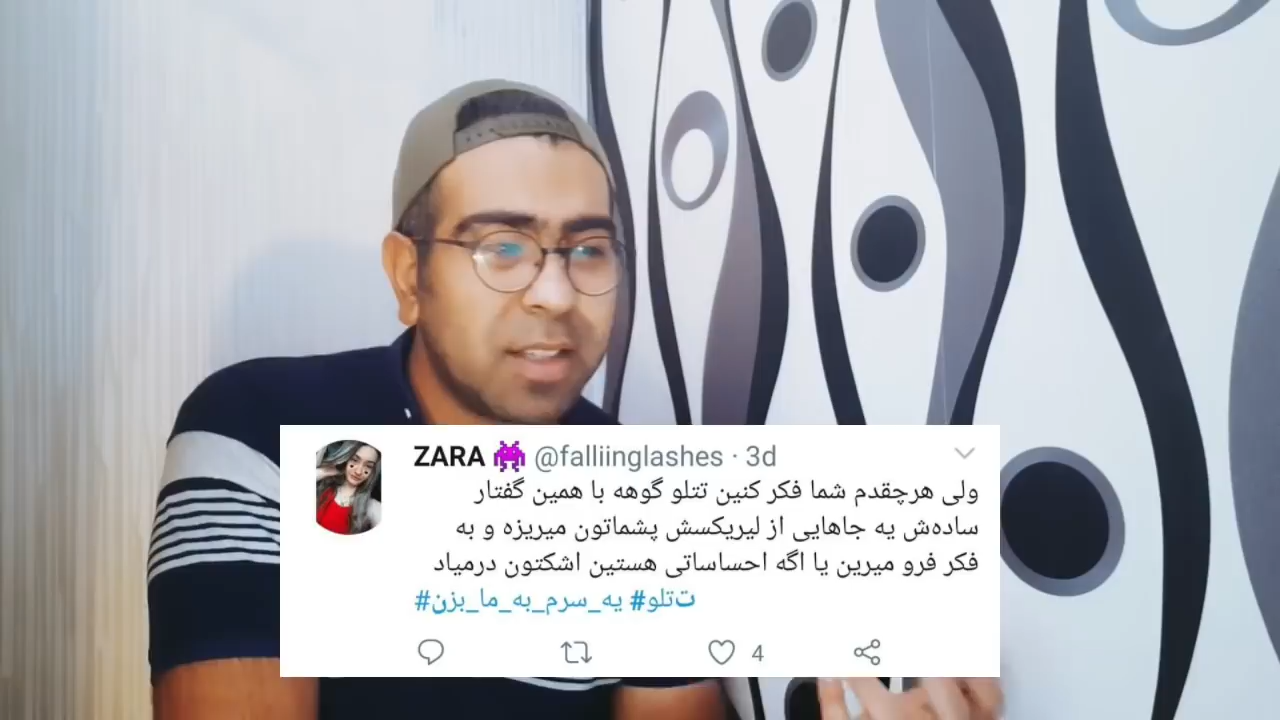 ZARA 👾 @falliinglashes · 3d
ولی هرچقدم شما فکر کنین تتلو گوهه با همین گفتار
ساده‌ش یه جاهایی از لیریکسش پشماتون میریزه و به
فکر فرو میرین یا اگه احساساتی هستین اشکتون درمیاد
#تتلو #یه_سرم_به_ما_بزن
4